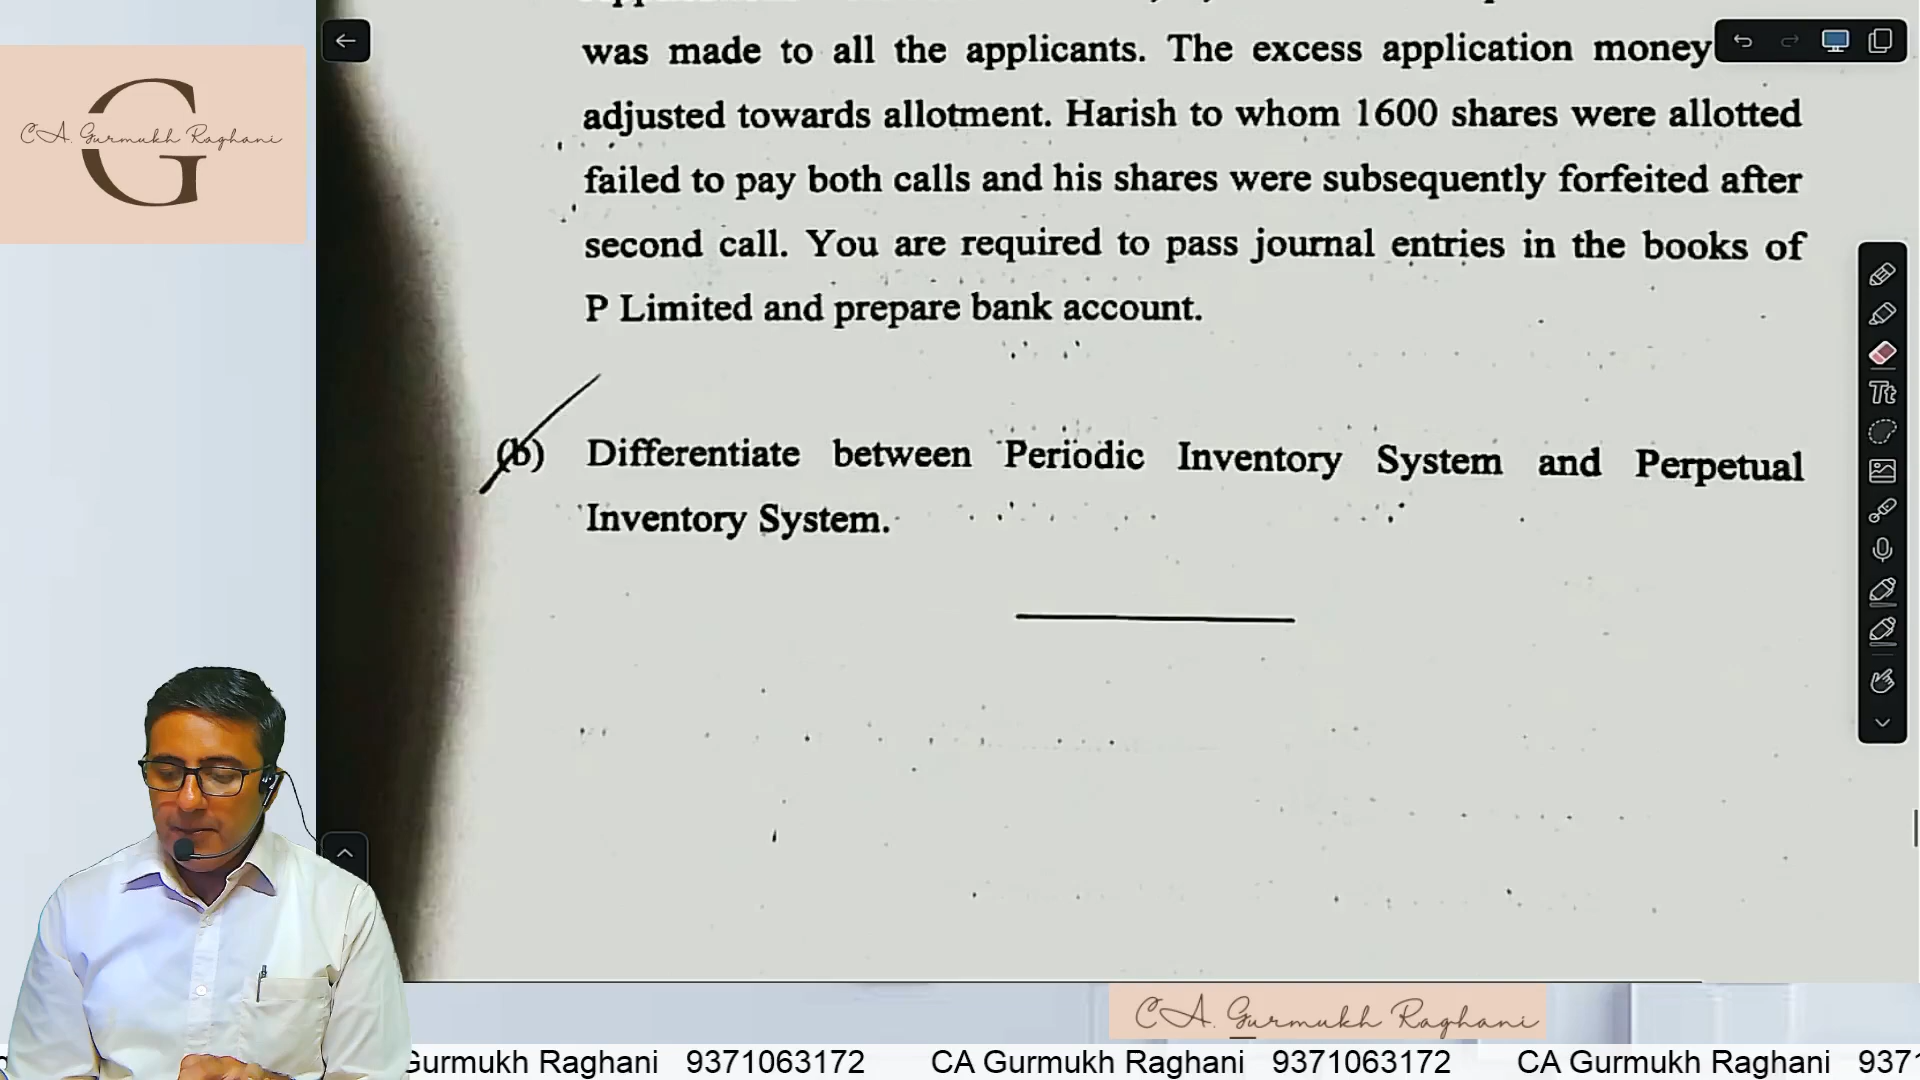 CA. Gurmukh Raghani
G
was made to all the applicants. The excess application money
adjusted towards allotment. Harish to whom 1600 shares were allotted
failed to pay both calls and his shares were subsequently forfeited after
second call. You are required to pass journal entries in the books of
P Limited and prepare bank account.
(b) Differentiate between Periodic Inventory System and Perpetual
Inventory System.
Tt
CA. Gurmukh Raghani
Gurmukh Raghani 9371063172 CA Gurmukh Raghani 9371063172 CA Gurmukh Raghani 937